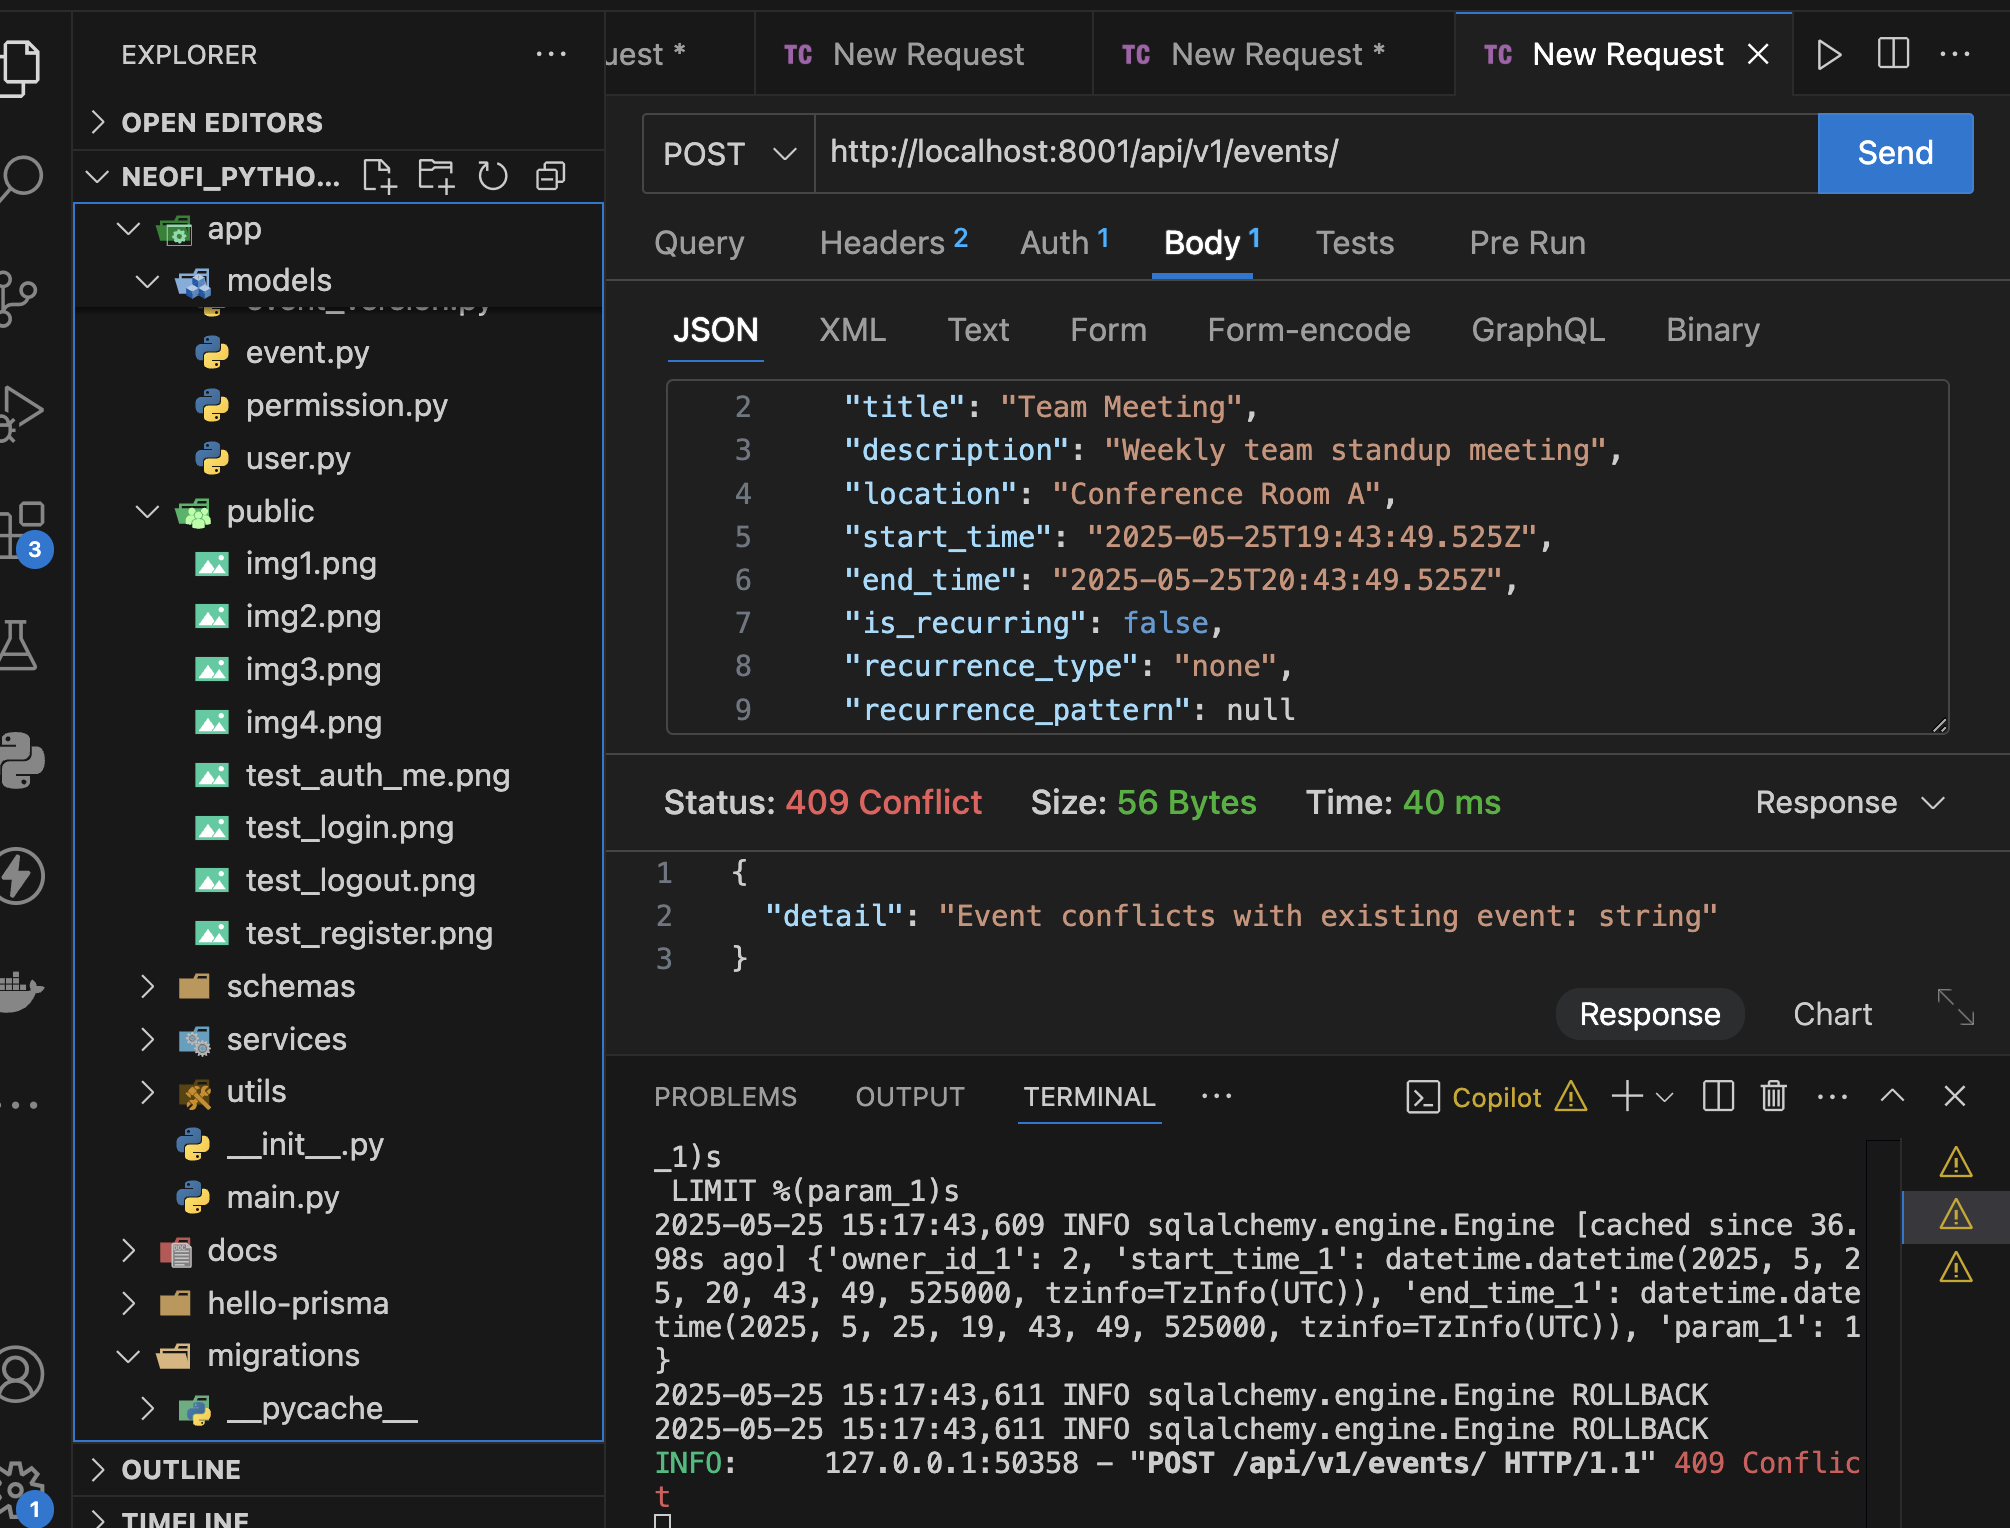 EXPLORER
OPEN EDITORS
NEOFI_PYTHO...
app
models
event_version.py
event.py
permission.py
user.py
public
img1.png
img2.png
img3.png
img4.png
test_auth_me.png
test_login.png
test_logout.png
test_register.png
schemas
services
utils
__init__.py
main.py
docs
hello-prisma
migrations
__pycache__
OUTLINE
TIMELINE
3
1
uest *
TC New Request
TC New Request *
TC New Request
POST http://localhost:8001/api/v1/events/ Send
Query Headers 2 Auth 1 Body 1 Tests Pre Run
JSON XML Text Form Form-encode GraphQL Binary
2 "title": "Team Meeting",
3 "description": "Weekly team standup meeting",
4 "location": "Conference Room A",
5 "start_time": "2025-05-25T19:43:49.525Z",
6 "end_time": "2025-05-25T20:43:49.525Z",
7 "is_recurring": false,
8 "recurrence_type": "none",
9 "recurrence_pattern": null
Status: 409 Conflict Size: 56 Bytes Time: 40 ms Response
1 {
2 "detail": "Event conflicts with existing event: string"
3 }
Response Chart
PROBLEMS OUTPUT TERMINAL Copilot
_1)s
LIMIT %(param_1)s
2025-05-25 15:17:43,609 INFO sqlalchemy.engine.Engine [cached since 36.
98s ago] {'owner_id_1': 2, 'start_time_1': datetime.datetime(2025, 5, 2
5, 20, 43, 49, 525000, tzinfo=TzInfo(UTC)), 'end_time_1': datetime.date
time(2025, 5, 25, 19, 43, 49, 525000, tzinfo=TzInfo(UTC)), 'param_1': 1
}
2025-05-25 15:17:43,611 INFO sqlalchemy.engine.Engine ROLLBACK
2025-05-25 15:17:43,611 INFO sqlalchemy.engine.Engine ROLLBACK
INFO: 127.0.0.1:50358 - "POST /api/v1/events/ HTTP/1.1" 409 Conflic
t